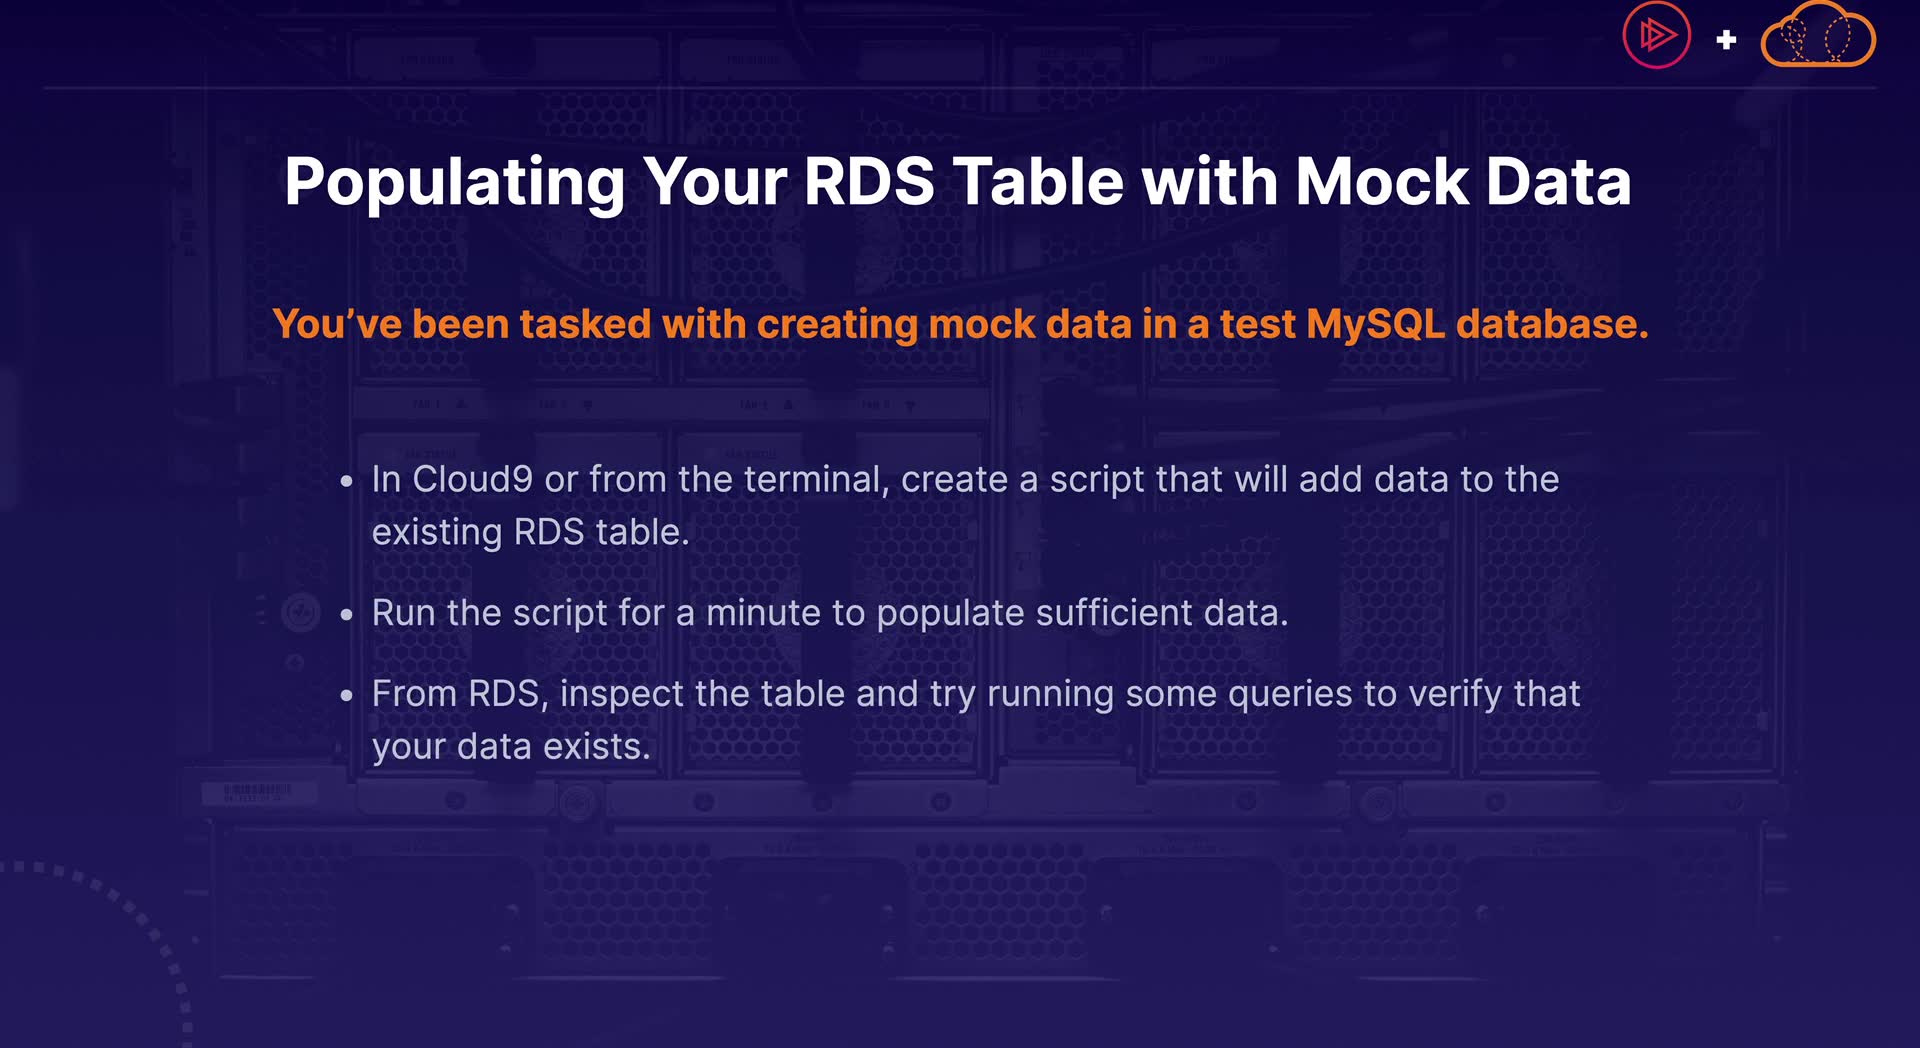 Populating Your RDS Table with Mock Data
You’ve been tasked with creating mock data in a test MySQL database.
• In Cloud9 or from the terminal, create a script that will add data to the
existing RDS table.
• Run the script for a minute to populate sufficient data.
• From RDS, inspect the table and try running some queries to verify that
your data exists.